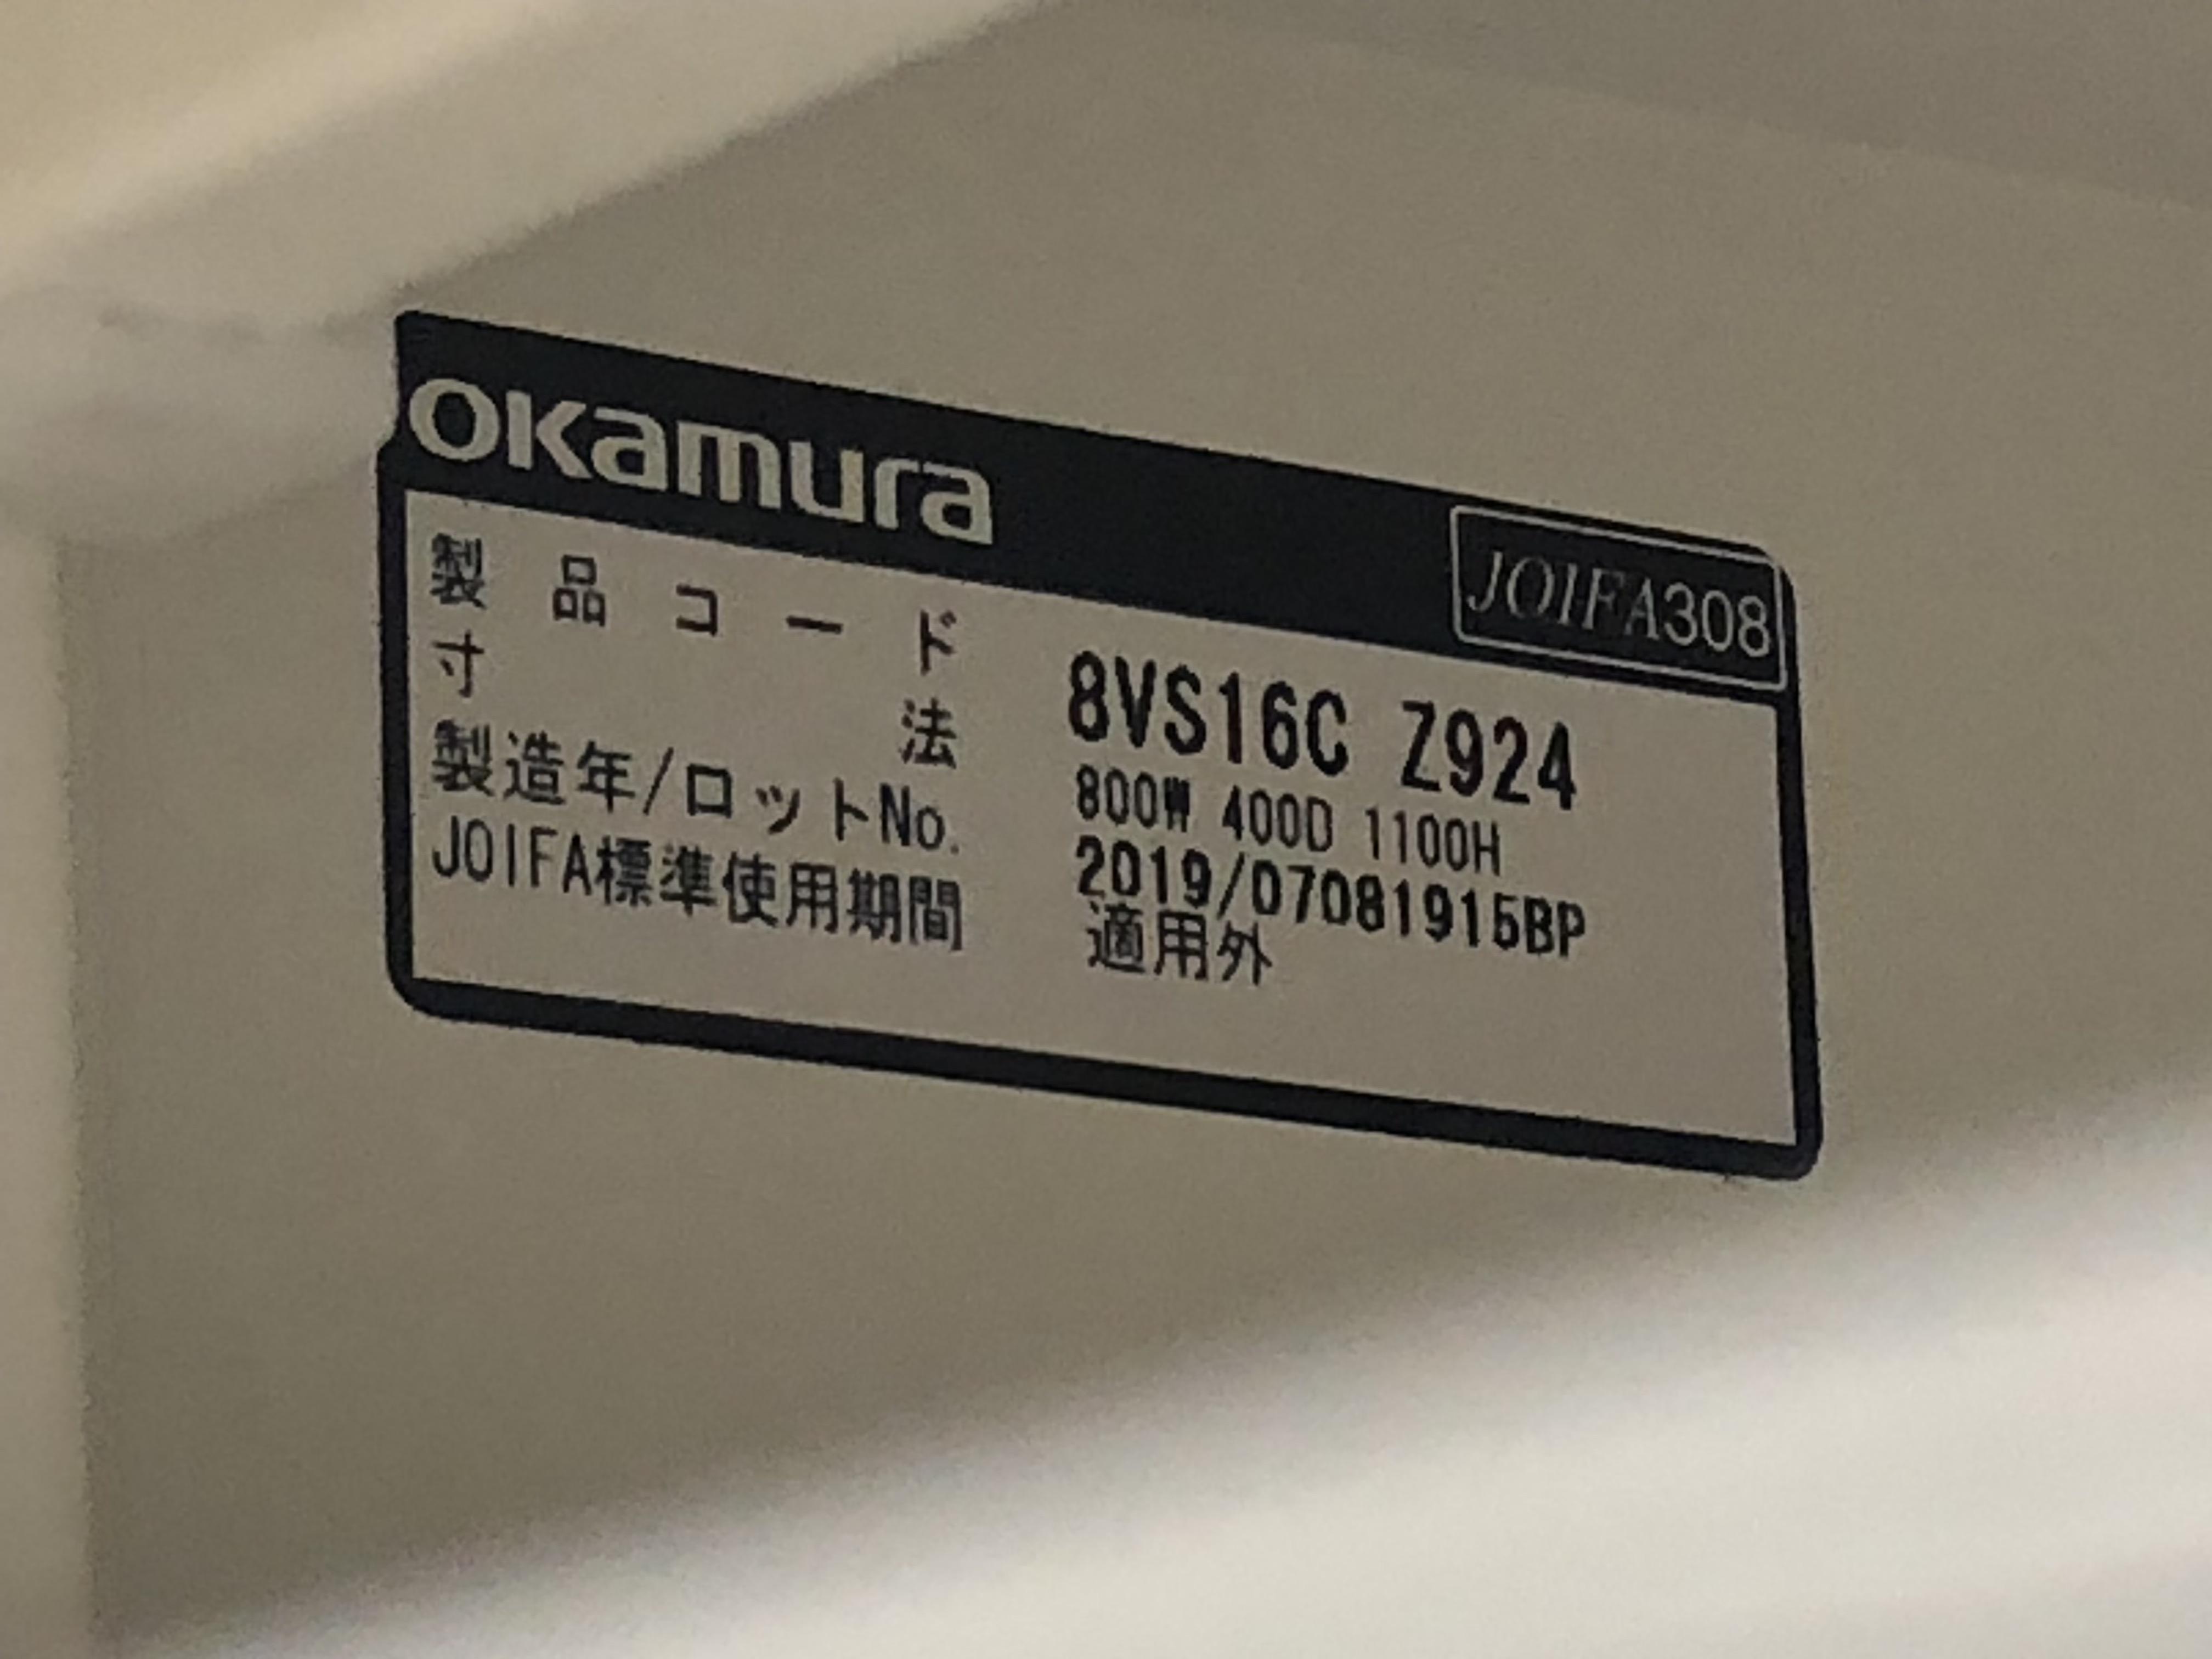 okamura
JOIFA308
製品コード 8VS16C Z924
寸法 800W 400D 1100H
製造年/ロットNo. 2019/07081915BP
JOIFA標準使用期間 適用外